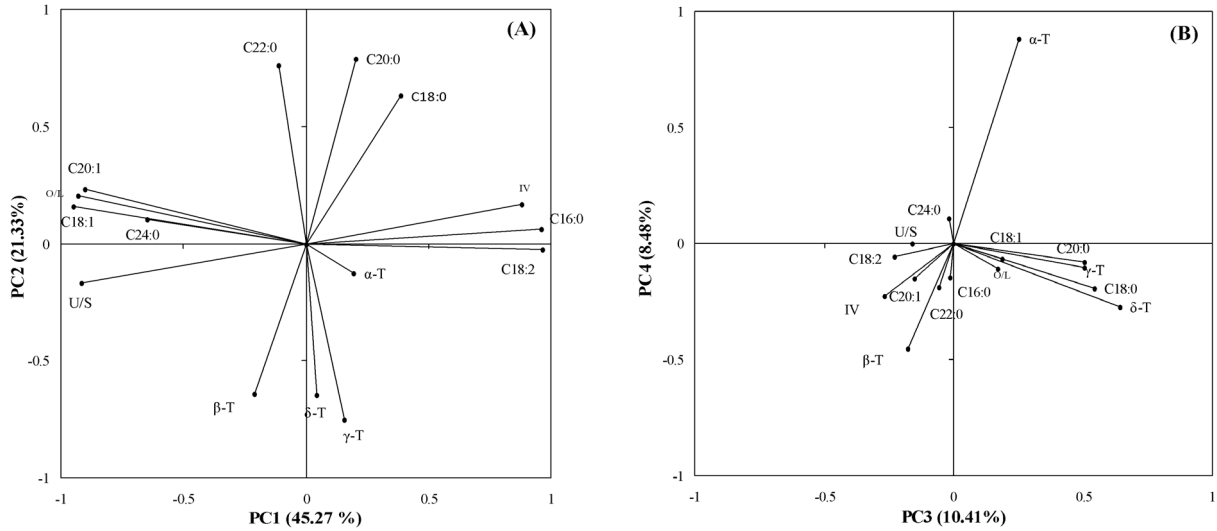 (A)
1
C22:0
C20:0
C18:0
0.5
C20:1
O/L
C18:1
C24:0
IV
C16:0
0
C18:2
α-T
U/S
-0.5
β-T
δ-T
γ-T
-1
-1
-0.5
0
0.5
1
PC1 (45.27 %)
PC2 (21.33%)
(B)
1
α-T
0.5
C24:0
U/S
C18:1
C20:0
0
C18:2
O/L
γ-T
C20:1
C16:0
C18:0
IV
C22:0
δ-T
β-T
-0.5
-1
-1
-0.5
0
0.5
1
PC3 (10.41%)
PC4 (8.48%)